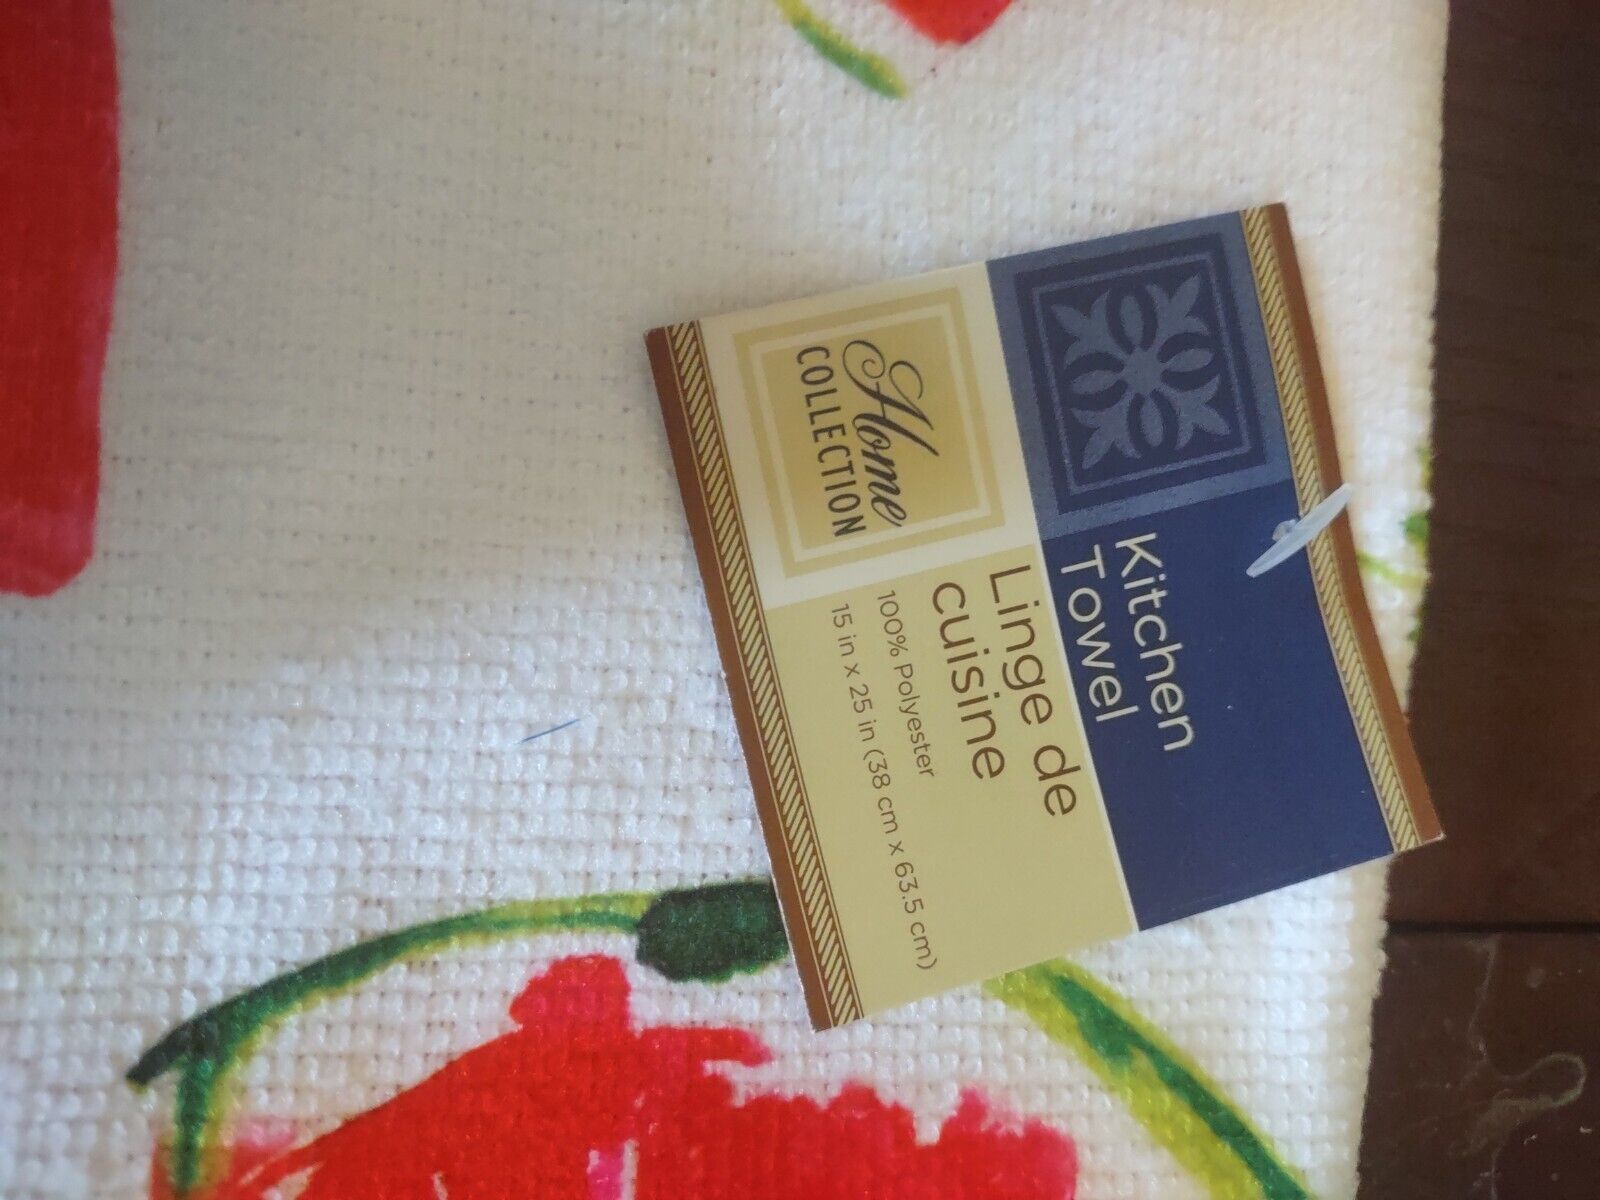 Kitchen
Towel
Linge de
cuisine
100% Polyester
15 in x 25 in (38 cm x 63.5 cm)
Home
COLLECTION